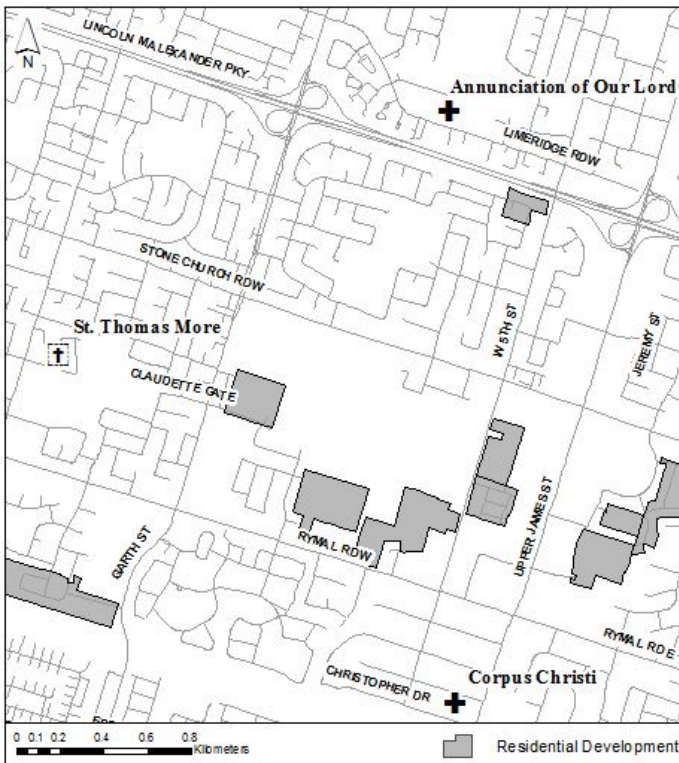 LINCOLN M ALEXANDER PKY
N
Annunciation of Our Lord
LIMERIDGE RD W
STONE CHURCH RD W
St. Thomas More
W 5TH ST
JEREMY ST
CLAUDETTE GATE
UPPER JAMES ST
RYMAL RD W
GARTH ST
RYMAL RD E
CHRISTOPHER DR
Corpus Christi
0 0.1 0.2 0.4 0.6 0.8
Kilometers
Residential Development